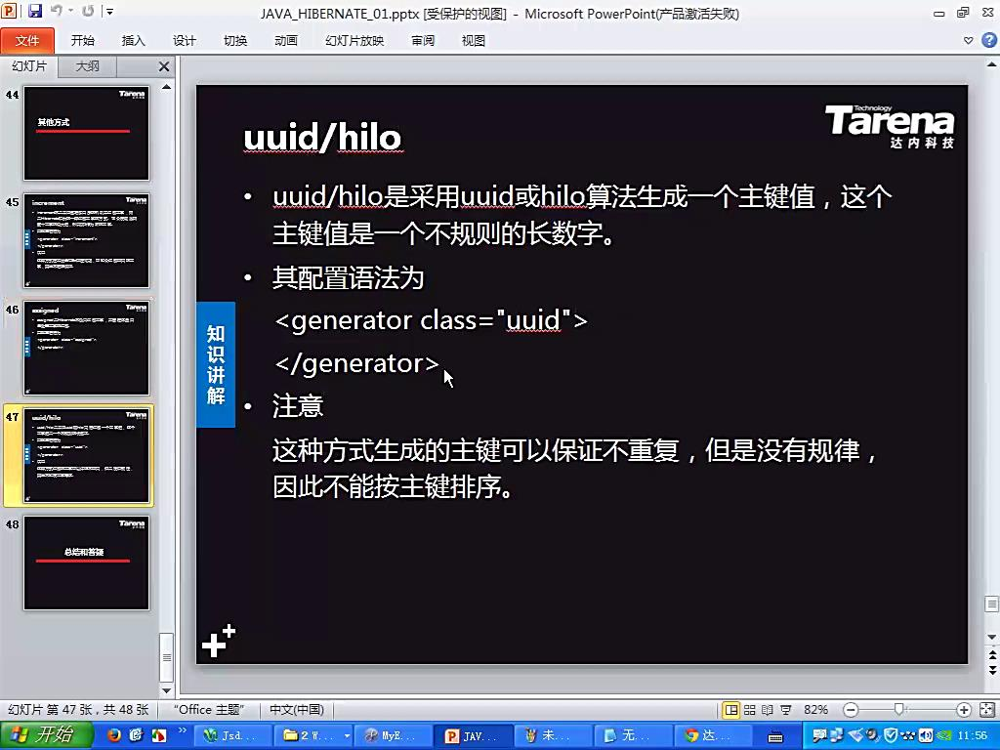 JAVA_HIBERNATE_01.pptx [受保护的视图] - Microsoft PowerPoint(产品激活失败)
文件 开始 插入 设计 切换 动画 幻灯片放映 审阅 视图
幻灯片 大纲
44
Tarena
其他方式
45
Tarena
increment
46
Tarena
assigned
47
Tarena
uuid/hilo
48
Tarena
总结和答疑
Technology
Tarena
达内科技
uuid/hilo
• uuid/hilo是采用uuid或hilo算法生成一个主键值，这个
主键值是一个不规则的长数字。
• 其配置语法为
<generator class="uuid">
</generator>
• 注意
这种方式生成的主键可以保证不重复，但是没有规律，
因此不能按主键排序。
知识讲解
幻灯片 第 47 张，共 48 张 "Office 主题" 中文(中国) 82%
开始 Jsd... 2 W... MyE... JAV... 未... 无... 达... 11:56